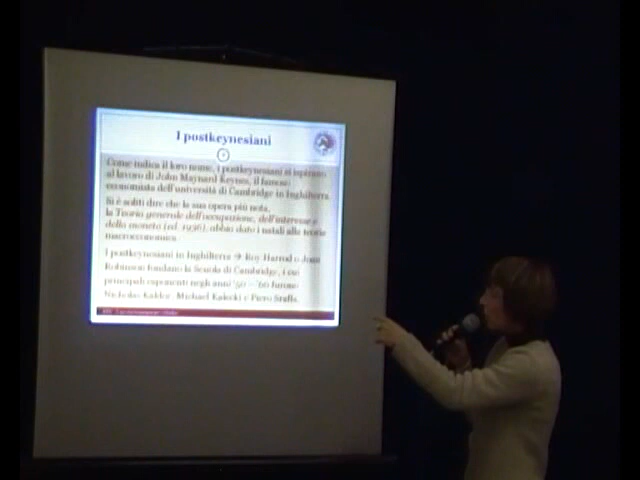 I postkeynesiani
Come indica il loro nome, i postkeynesiani si ispirano
al lavoro di John Maynard Keynes, il famoso
economista dell'università di Cambridge in Inghilterra
Si è soliti dire che la sua opera più nota,
la Teoria generale dell'occupazione, dell'interesse e
della moneta (ed. 1936), abbia dato i natali alle teorie
macroeconomica
I postkeynesiani in Inghilterra → Roy Harrod e Joan
Robinson fondano la Scuola di Cambridge, i cui
principali esponenti negli anni '50 – '60 furono
Nicholas Kaldor, Michael Kalecki e Piero Sraffa.